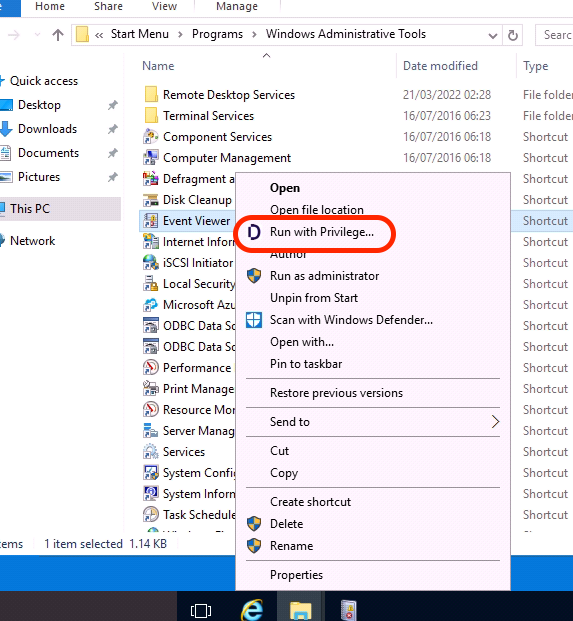 Home Share View Manage
« Start Menu > Programs > Windows Administrative Tools
Searc
Name Date modified Type
Quick access
Desktop
Downloads
Documents
Pictures
This PC
Network
Remote Desktop Services 21/03/2022 02:28 File folder
Terminal Services 16/07/2016 06:23 File folder
Component Services 16/07/2016 06:18 Shortcut
Computer Management 16/07/2016 06:18 Shortcut
Defragment a Shortcut
Disk Cleanup Shortcut
Event Viewer Shortcut
Internet Infor Shortcut
iSCSI Initiator Shortcut
Local Security Shortcut
Microsoft Azu Shortcut
ODBC Data So Shortcut
ODBC Data So Shortcut
Performance Shortcut
Print Manage Shortcut
Resource Mor Shortcut
Server Manag Shortcut
Services Shortcut
System Config Shortcut
System Inforn Shortcut
Task Schedule Shortcut
Open
Open file location
Run with Privilege...
Author
Run as administrator
Unpin from Start
Scan with Windows Defender...
Open with...
Pin to taskbar
Restore previous versions
Send to
Cut
Copy
Create shortcut
Delete
Rename
Properties
tems 1 item selected 1.14 KB